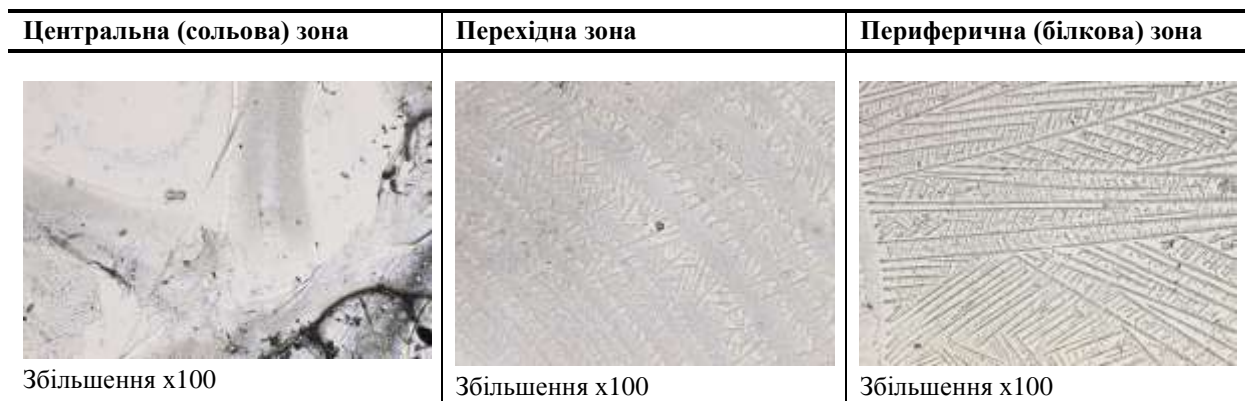 Центральна (сольова) зона
Перехідна зона
Периферична (білкова) зона
Збільшення х100
Збільшення х100
Збільшення х100